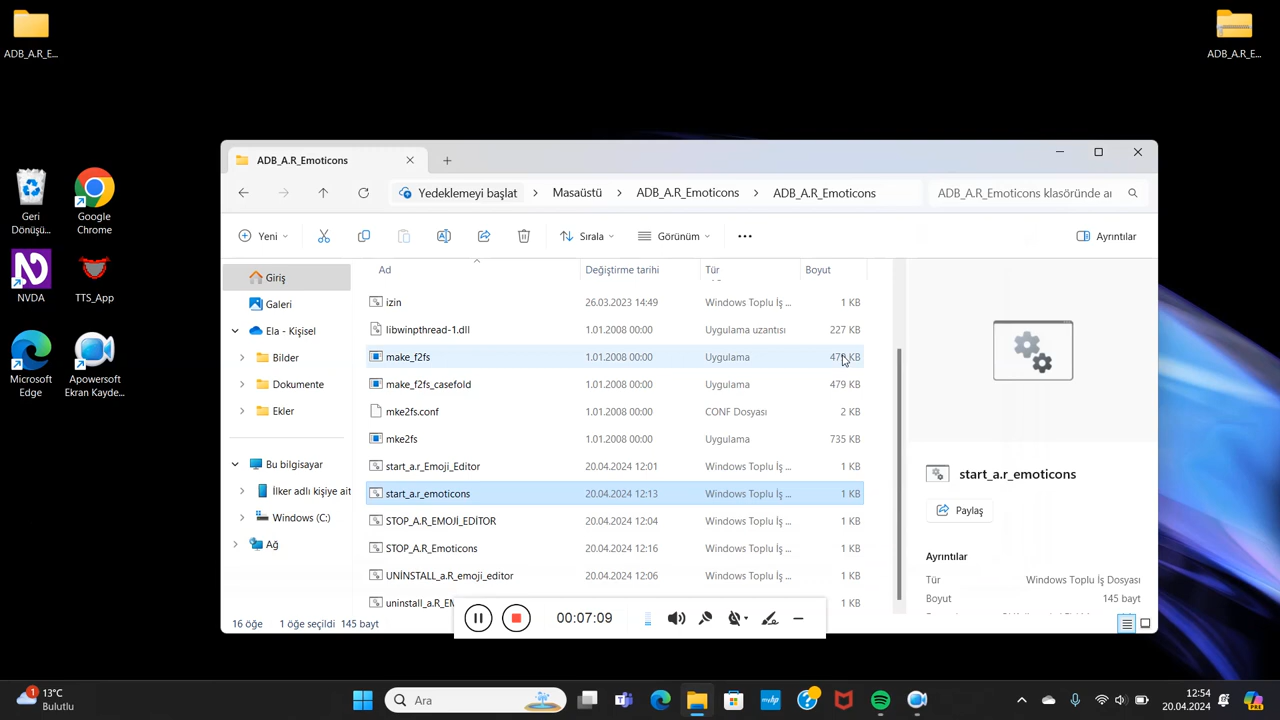 ADB_A.R_E...
ADB_A.R_E...
Geri
Dönüşü...
Google
Chrome
NVDA
TTS_App
Microsoft
Edge
Apowersoft
Ekran Kayde...
ADB_A.R_Emoticons
Yedeklemeyi başlat
Masaüstü
ADB_A.R_Emoticons
ADB_A.R_Emoticons
ADB_A.R_Emoticons klasöründe ar
Yeni
Sırala
Görünüm
Ayrıntılar
Giriş
Galeri
Ela - Kişisel
Bilder
Dokumente
Ekler
Bu bilgisayar
İlker adlı kişiye ait
Windows (C:)
Ağ
Ad Değiştirme tarihi Tür Boyut
izin 26.03.2023 14:49 Windows Toplu İş ... 1 KB
libwinpthread-1.dll 1.01.2008 00:00 Uygulama uzantısı 227 KB
make_f2fs 1.01.2008 00:00 Uygulama KB
make_f2fs_casefold 1.01.2008 00:00 Uygulama 479 KB
mke2fs.conf 1.01.2008 00:00 CONF Dosyası 2 KB
mke2fs 1.01.2008 00:00 Uygulama 735 KB
start_a.r_Emoji_Editor 20.04.2024 12:01 Windows Toplu İş ... 1 KB
start_a.r_emoticons 20.04.2024 12:13 Windows Toplu İş ... 1 KB
STOP_A.R_EMOJİ_EDİTOR 20.04.2024 12:04 Windows Toplu İş ... 1 KB
STOP_A.R_Emoticons 20.04.2024 12:16 Windows Toplu İş ... 1 KB
UNİNSTALL_a.R_emoji_editor 20.04.2024 12:06 Windows Toplu İş ... 1 KB
uninstall_a.R_EM 1 KB
start_a.r_emoticons
Paylaş
Ayrıntılar
Tür Windows Toplu İş Dosyası
Boyut 145 bayt
16 öğe 1 öğe seçildi 145 bayt
00:07:09
1
13°C
Bulutlu
Ara
12:54
20.04.2024
PRE